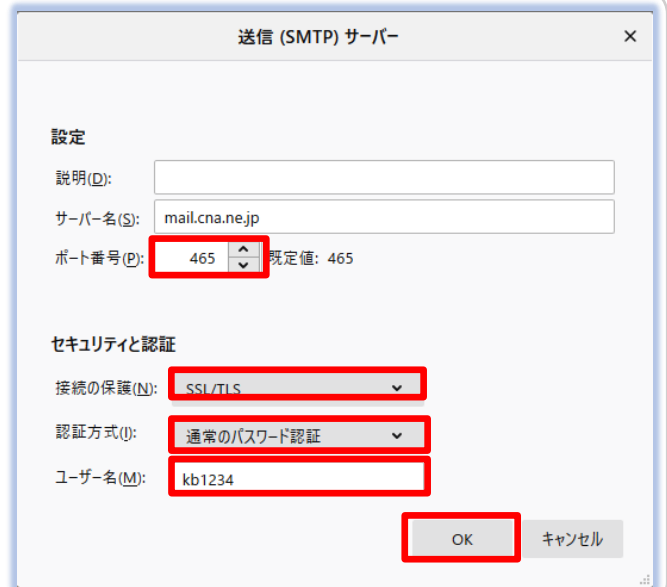 送信 (SMTP) サーバー
設定
説明(D):
サーバー名(S): mail.cna.ne.jp
ポート番号(P): 465 既定値: 465
セキュリティと認証
接続の保護(N): SSL/TLS
認証方式(I): 通常のパスワード認証
ユーザー名(M): kb1234
OK キャンセル